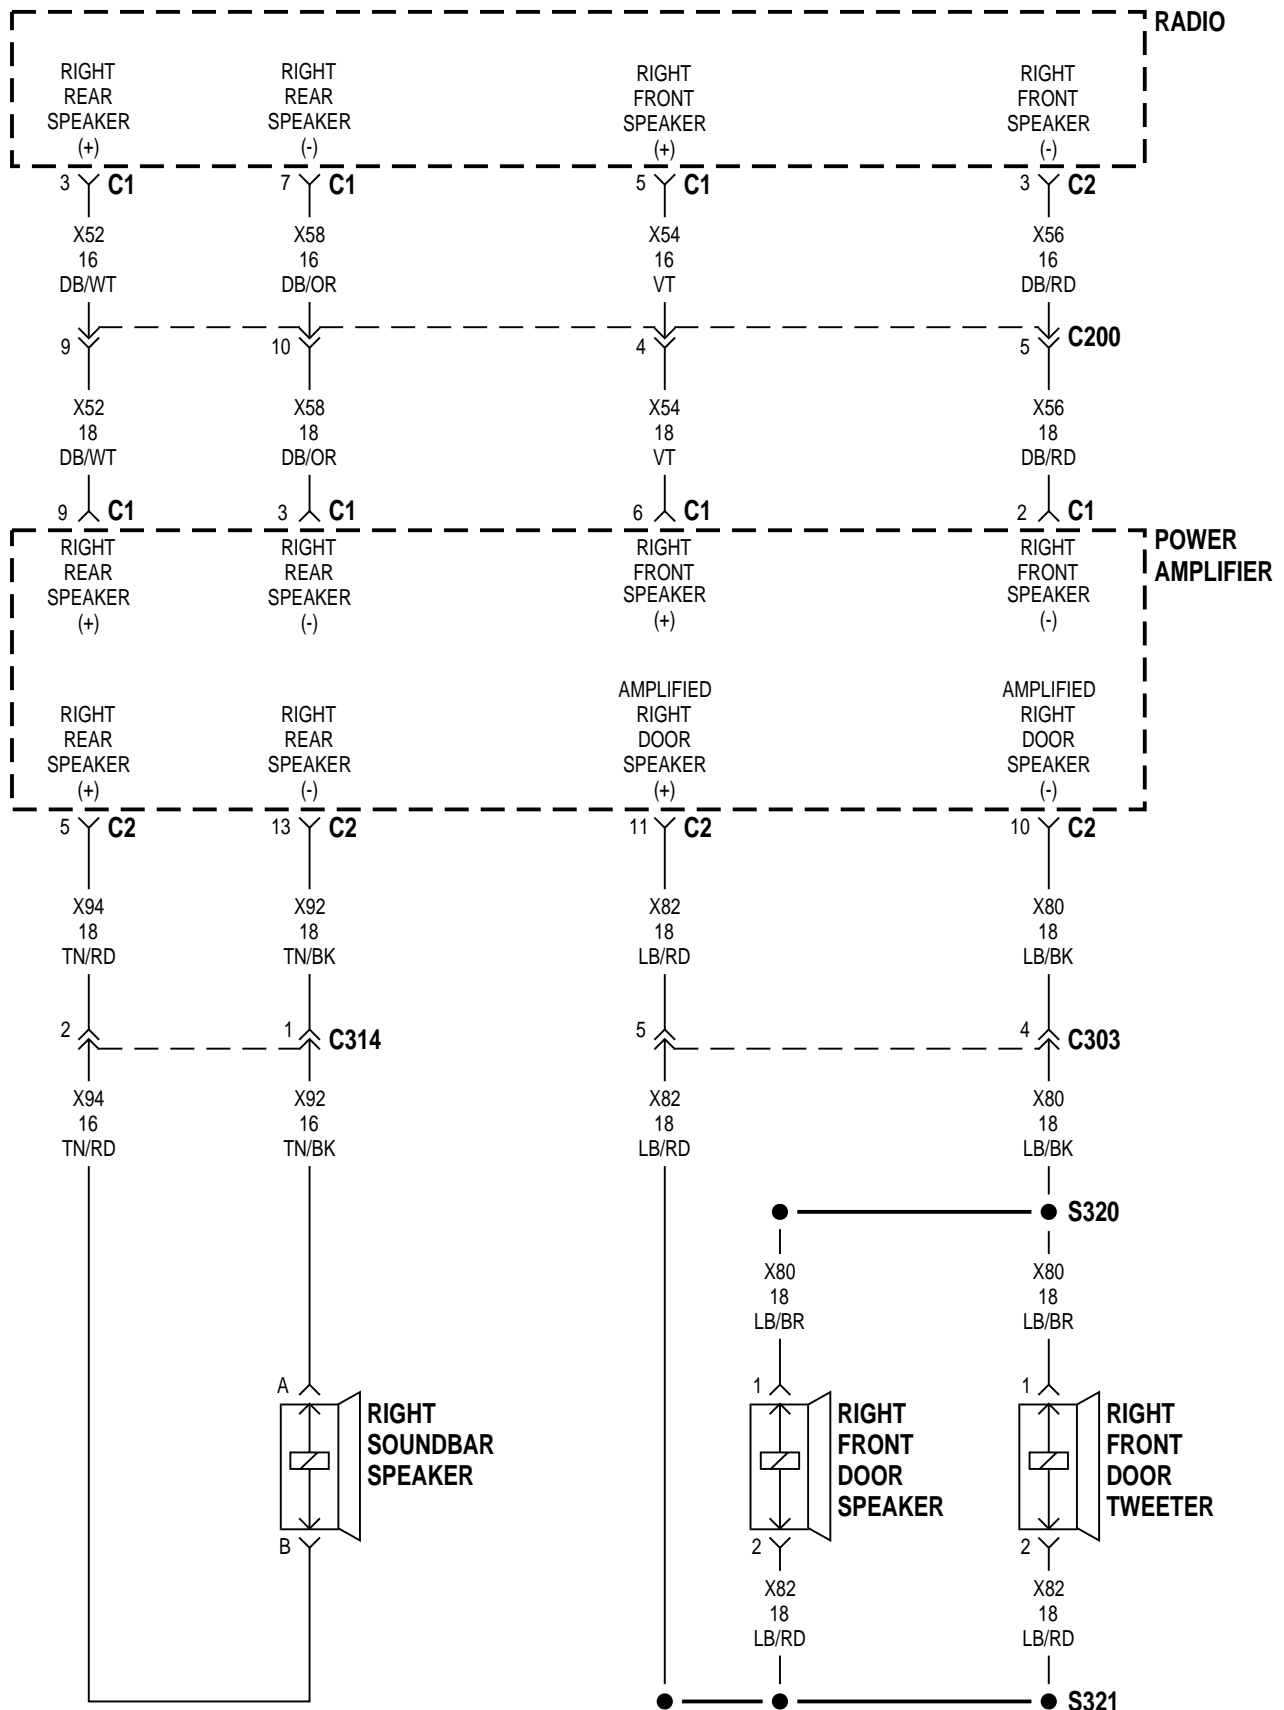 RADIO
RIGHT
REAR
SPEAKER
(+)
RIGHT
REAR
SPEAKER
(-)
RIGHT
FRONT
SPEAKER
(+)
RIGHT
FRONT
SPEAKER
(-)
3 C1
7 C1
5 C1
3 C2
X52
16
DB/WT
X58
16
DB/OR
X54
16
VT
X56
16
DB/RD
9
10
4
5 C200
X52
18
DB/WT
X58
18
DB/OR
X54
18
VT
X56
18
DB/RD
9 C1
3 C1
6 C1
2 C1
POWER
AMPLIFIER
RIGHT
REAR
SPEAKER
(+)
RIGHT
REAR
SPEAKER
(-)
RIGHT
FRONT
SPEAKER
(+)
RIGHT
FRONT
SPEAKER
(-)
RIGHT
REAR
SPEAKER
(+)
RIGHT
REAR
SPEAKER
(-)
AMPLIFIED
RIGHT
DOOR
SPEAKER
(+)
AMPLIFIED
RIGHT
DOOR
SPEAKER
(-)
5 C2
13 C2
11 C2
10 C2
X94
18
TN/RD
X92
18
TN/BK
X82
18
LB/RD
X80
18
LB/BK
2
1 C314
5
4 C303
X94
16
TN/RD
X92
16
TN/BK
X82
18
LB/RD
X80
18
LB/BK
S320
X80
18
LB/BR
X80
18
LB/BR
A
1
1
RIGHT
SOUNDBAR
SPEAKER
RIGHT
FRONT
DOOR
SPEAKER
RIGHT
FRONT
DOOR
TWEETER
B
2
2
X82
18
LB/RD
X82
18
LB/RD
S321